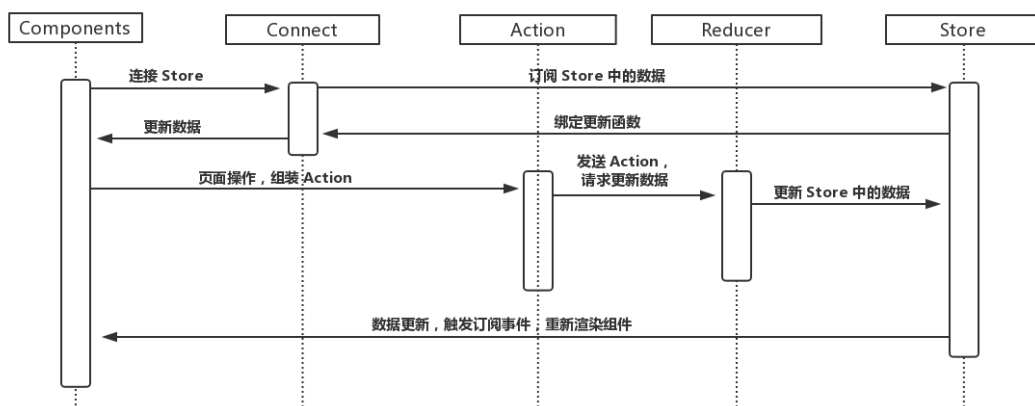 Components
Connect
Action
Reducer
Store
连接 Store
订阅 Store 中的数据
更新数据
绑定更新函数
页面操作，组装 Action
发送 Action，
请求更新数据
更新 Store 中的数据
数据更新，触发订阅事件，重新渲染组件